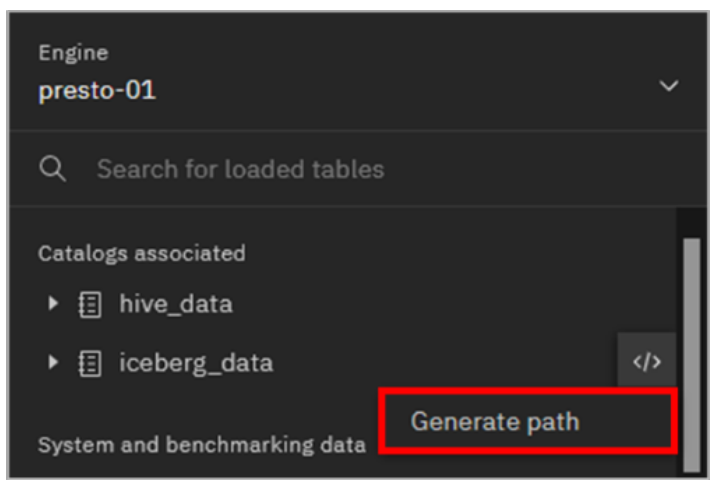 Engine
presto-01
Search for loaded tables
Catalogs associated
hive_data
iceberg_data
</>
Generate path
System and benchmarking data